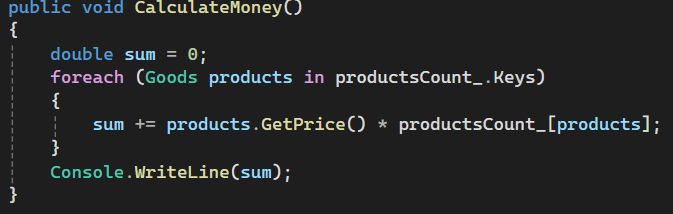 public void CalculateMoney()
{
    double sum = 0;
    foreach (Goods products in productsCount_.Keys)
    {
        sum += products.GetPrice() * productsCount_[products];
    }
    Console.WriteLine(sum);
}